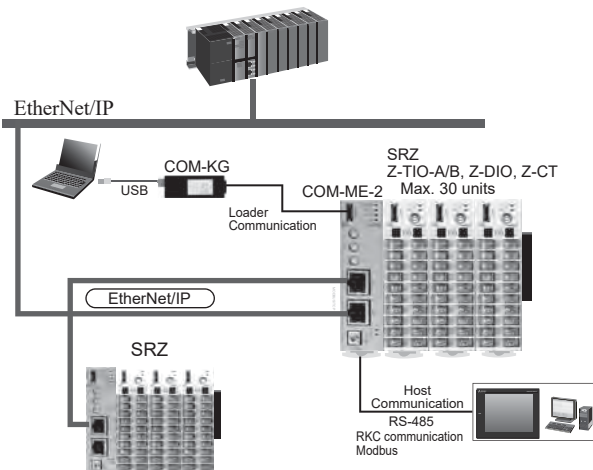 EtherNet/IP
SRZ
Z-TIO-A/B, Z-DIO, Z-CT
Max. 30 units
COM-KG
COM-ME-2
USB
Loader
Communication
EtherNet/IP
SRZ
Host
Communication
RS-485
RKC communication
Modbus